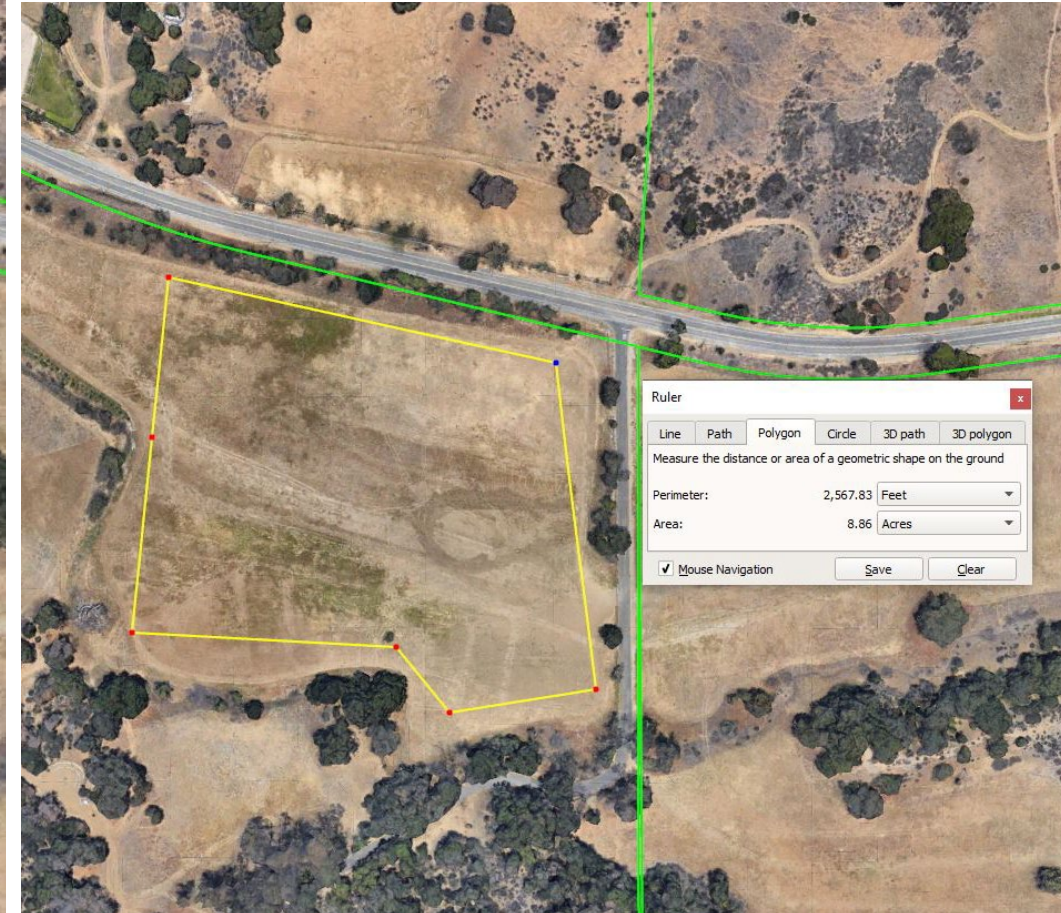 Ruler
Line Path Polygon Circle 3D path 3D polygon
Measure the distance or area of a geometric shape on the ground
Perimeter: 2,567.83 Feet
Area: 8.86 Acres
Mouse Navigation Save Clear